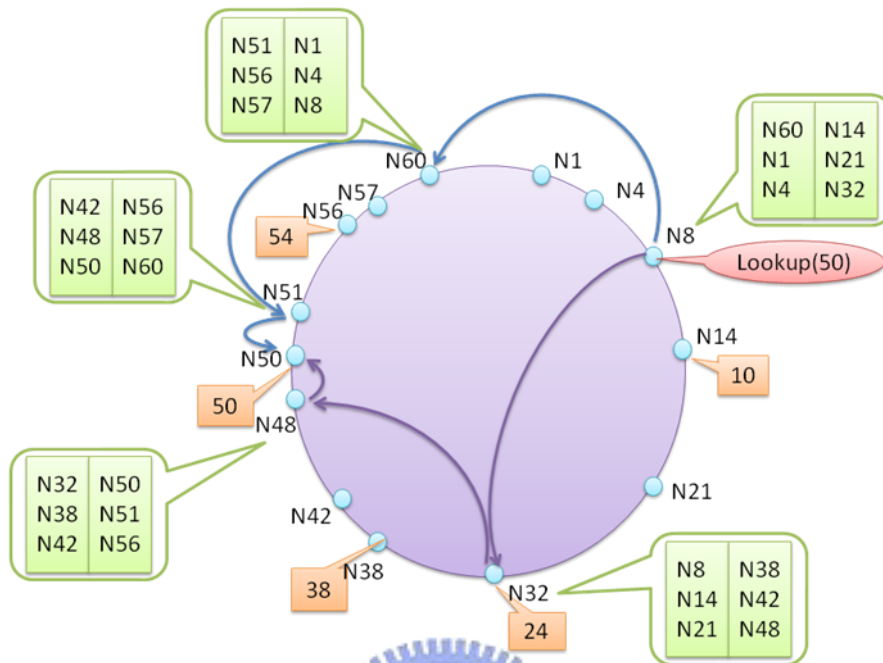 N51 N1
N56 N4
N57 N8
N60
N1
N60 N14
N1 N21
N4 N32
N57
N4
N42 N56
N48 N57
N50 N60
N56
54
N8
Lookup(50)
N51
N14
N50
10
50
N48
N32 N50
N38 N51
N42 N56
N21
N42
N38
38
N32
24
N8 N38
N14 N42
N21 N48